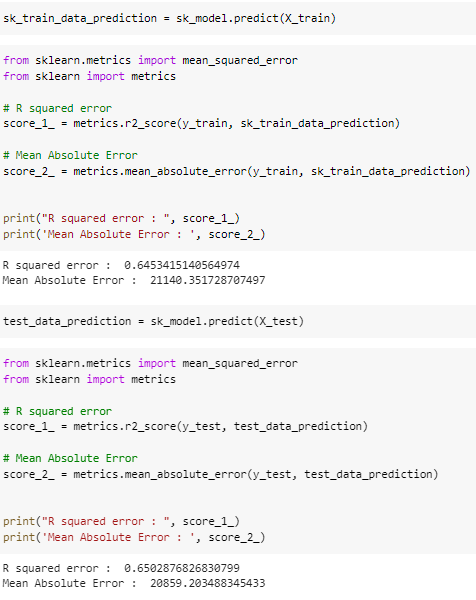 sk_train_data_prediction = sk_model.predict(X_train)
from sklearn.metrics import mean_squared_error
from sklearn import metrics
# R squared error
score_1_ = metrics.r2_score(y_train, sk_train_data_prediction)
# Mean Absolute Error
score_2_ = metrics.mean_absolute_error(y_train, sk_train_data_prediction)
print("R squared error : ", score_1_)
print('Mean Absolute Error : ', score_2_)
R squared error :  0.6453415140564974
Mean Absolute Error :  21140.351728707497
test_data_prediction = sk_model.predict(X_test)
from sklearn.metrics import mean_squared_error
from sklearn import metrics
# R squared error
score_1_ = metrics.r2_score(y_test, test_data_prediction)
# Mean Absolute Error
score_2_ = metrics.mean_absolute_error(y_test, test_data_prediction)
print("R squared error : ", score_1_)
print('Mean Absolute Error : ', score_2_)
R squared error :  0.6502876826830799
Mean Absolute Error :  20859.203488345433